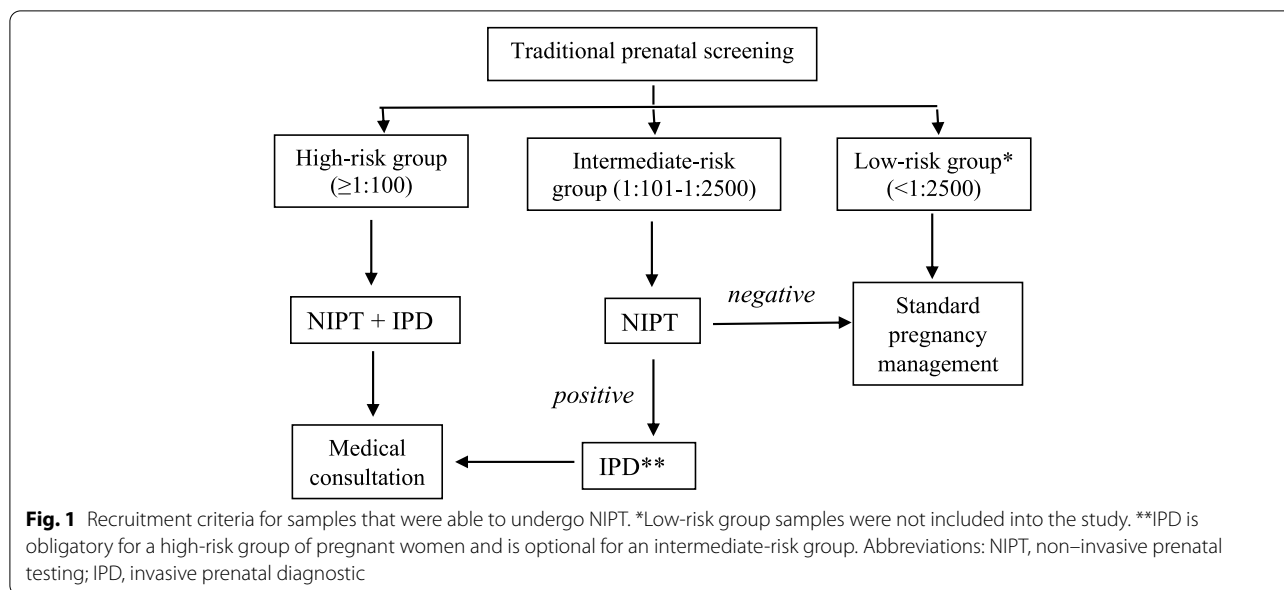 Traditional prenatal screening
High-risk group
(≥1:100)
Intermediate-risk
group (1:101-1:2500)
Low-risk group*
(<1:2500)
NIPT + IPD
NIPT
negative
Standard
pregnancy
management
positive
Medical
consultation
IPD**
Fig. 1 Recruitment criteria for samples that were able to undergo NIPT. *Low-risk group samples were not included into the study. **IPD is
obligatory for a high-risk group of pregnant women and is optional for an intermediate-risk group. Abbreviations: NIPT, non–invasive prenatal
testing; IPD, invasive prenatal diagnostic